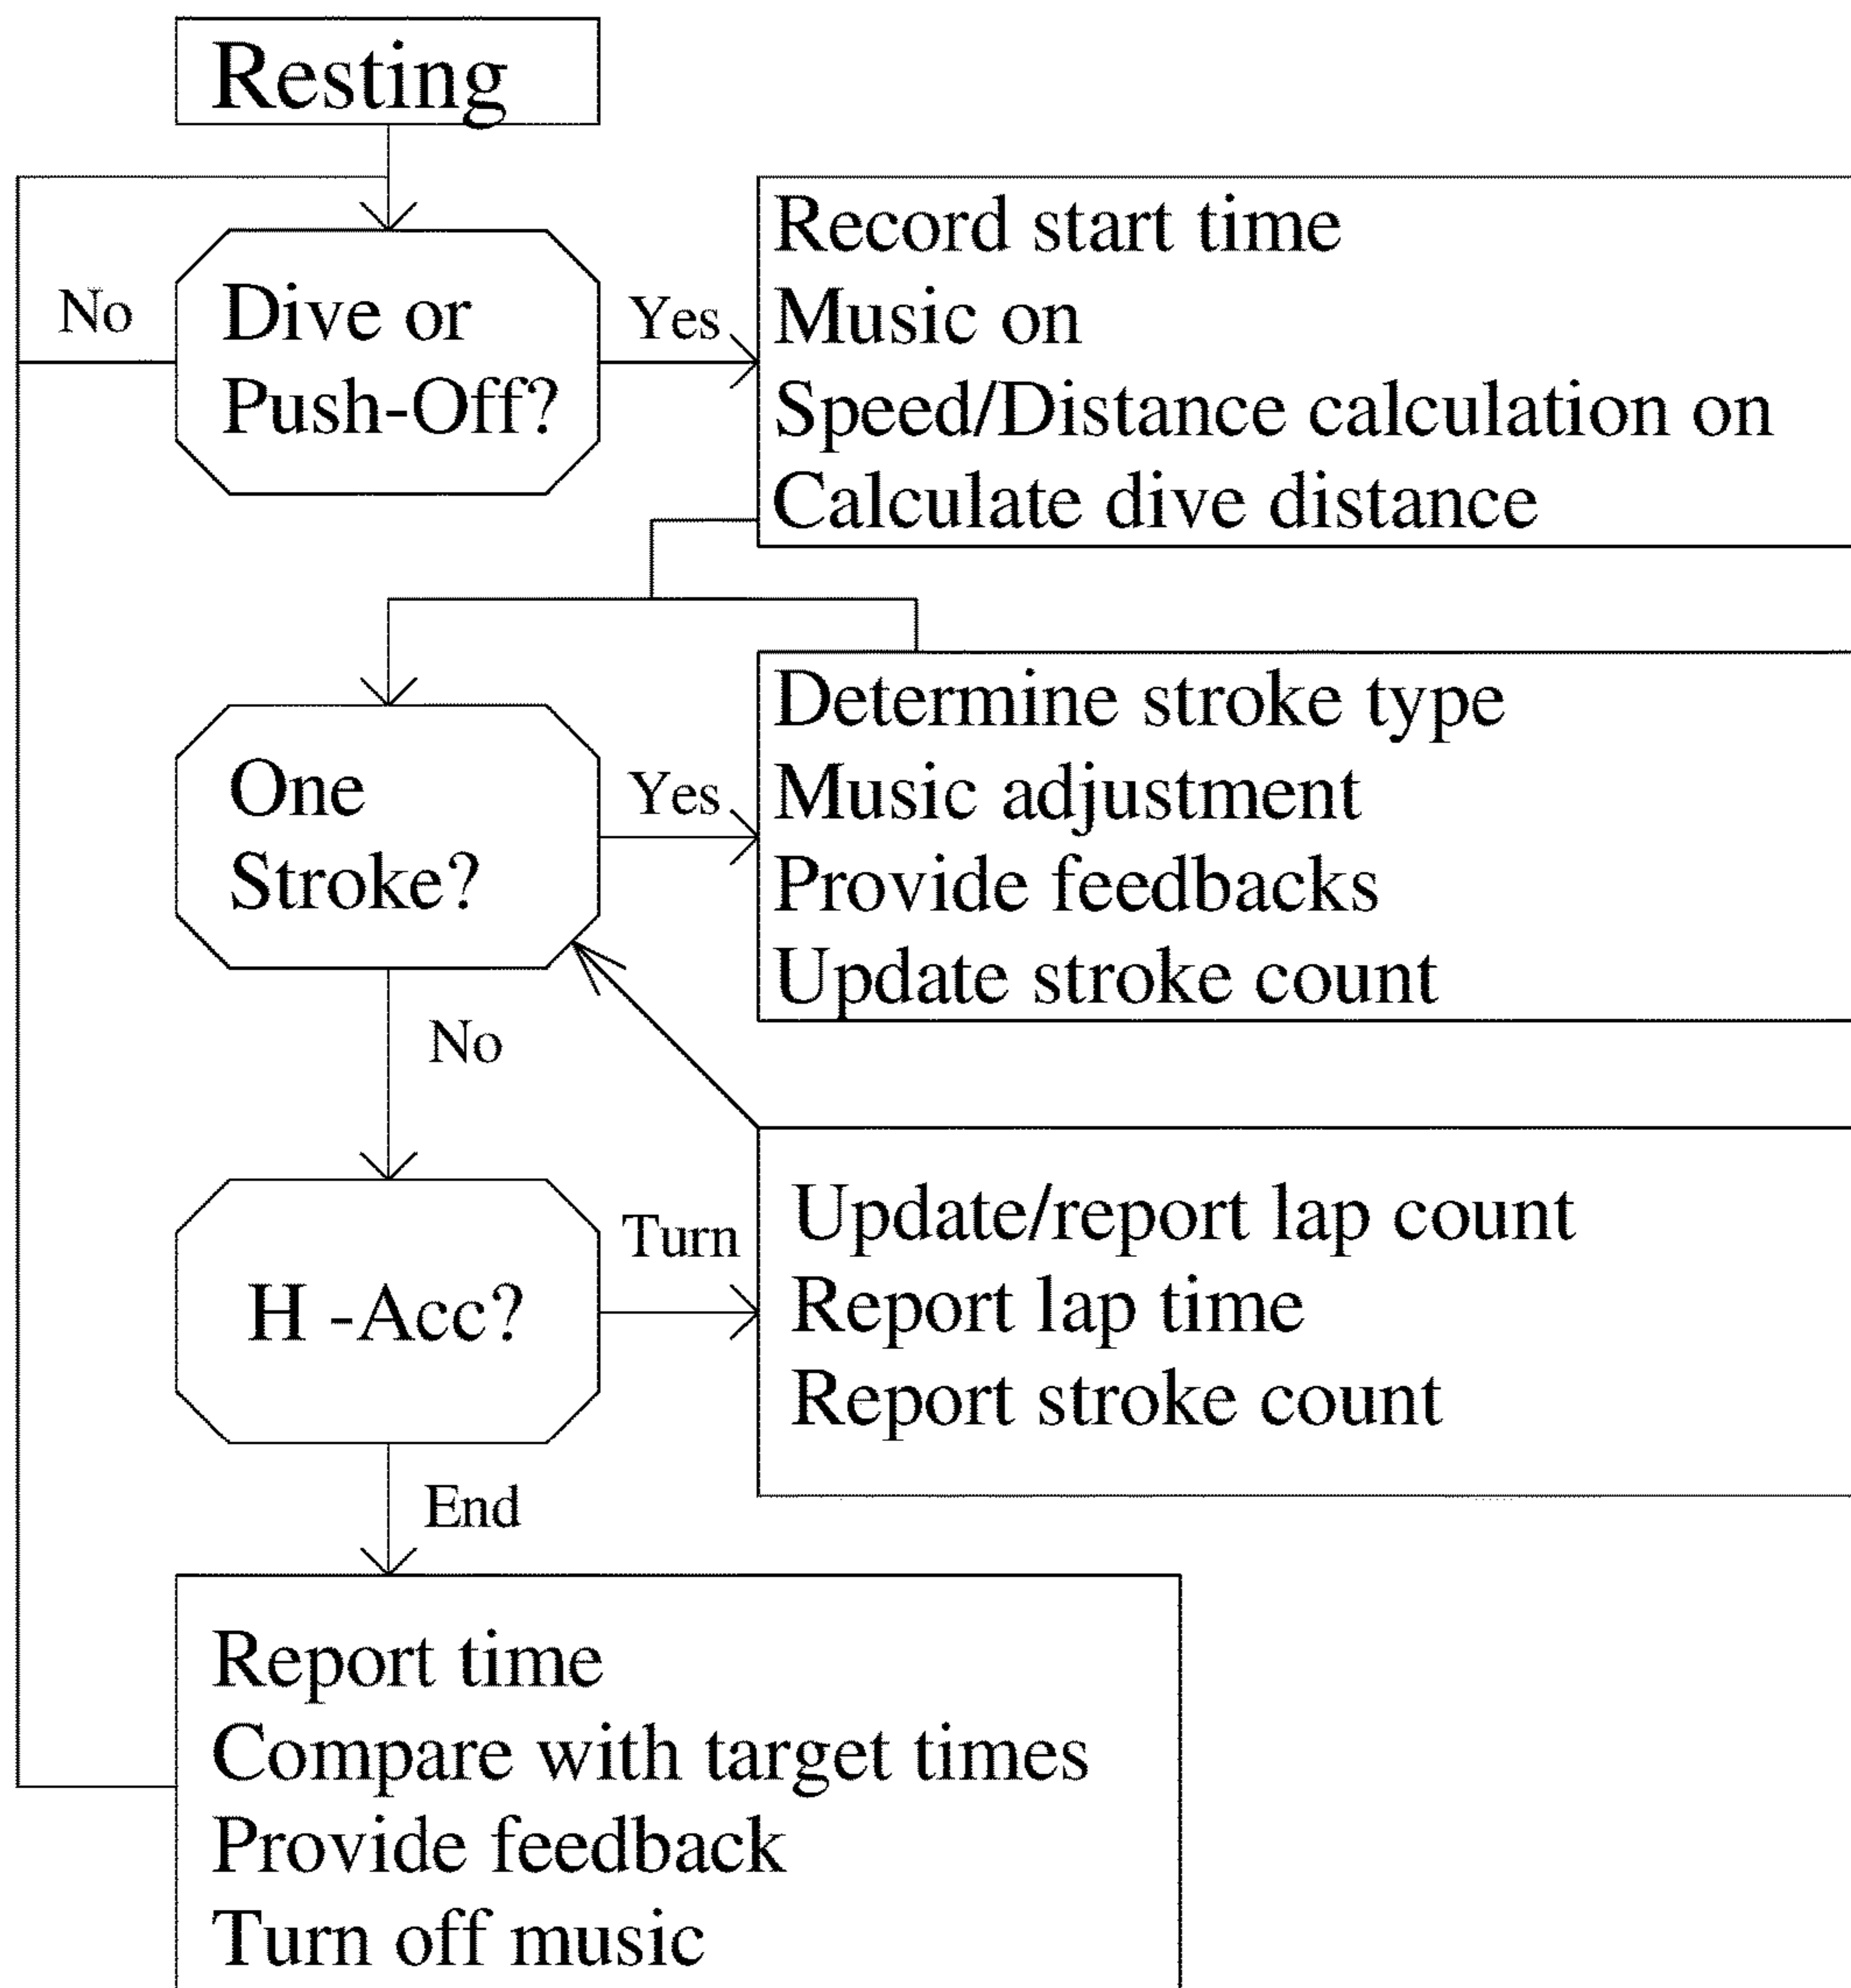 Resting
No
Dive or
Push-Off?
Yes
Record start time
Music on
Speed/Distance calculation on
Calculate dive distance
One
Stroke?
Yes
Determine stroke type
Music adjustment
Provide feedbacks
Update stroke count
No
H -Acc?
Turn
Update/report lap count
Report lap time
Report stroke count
End
Report time
Compare with target times
Provide feedback
Turn off music